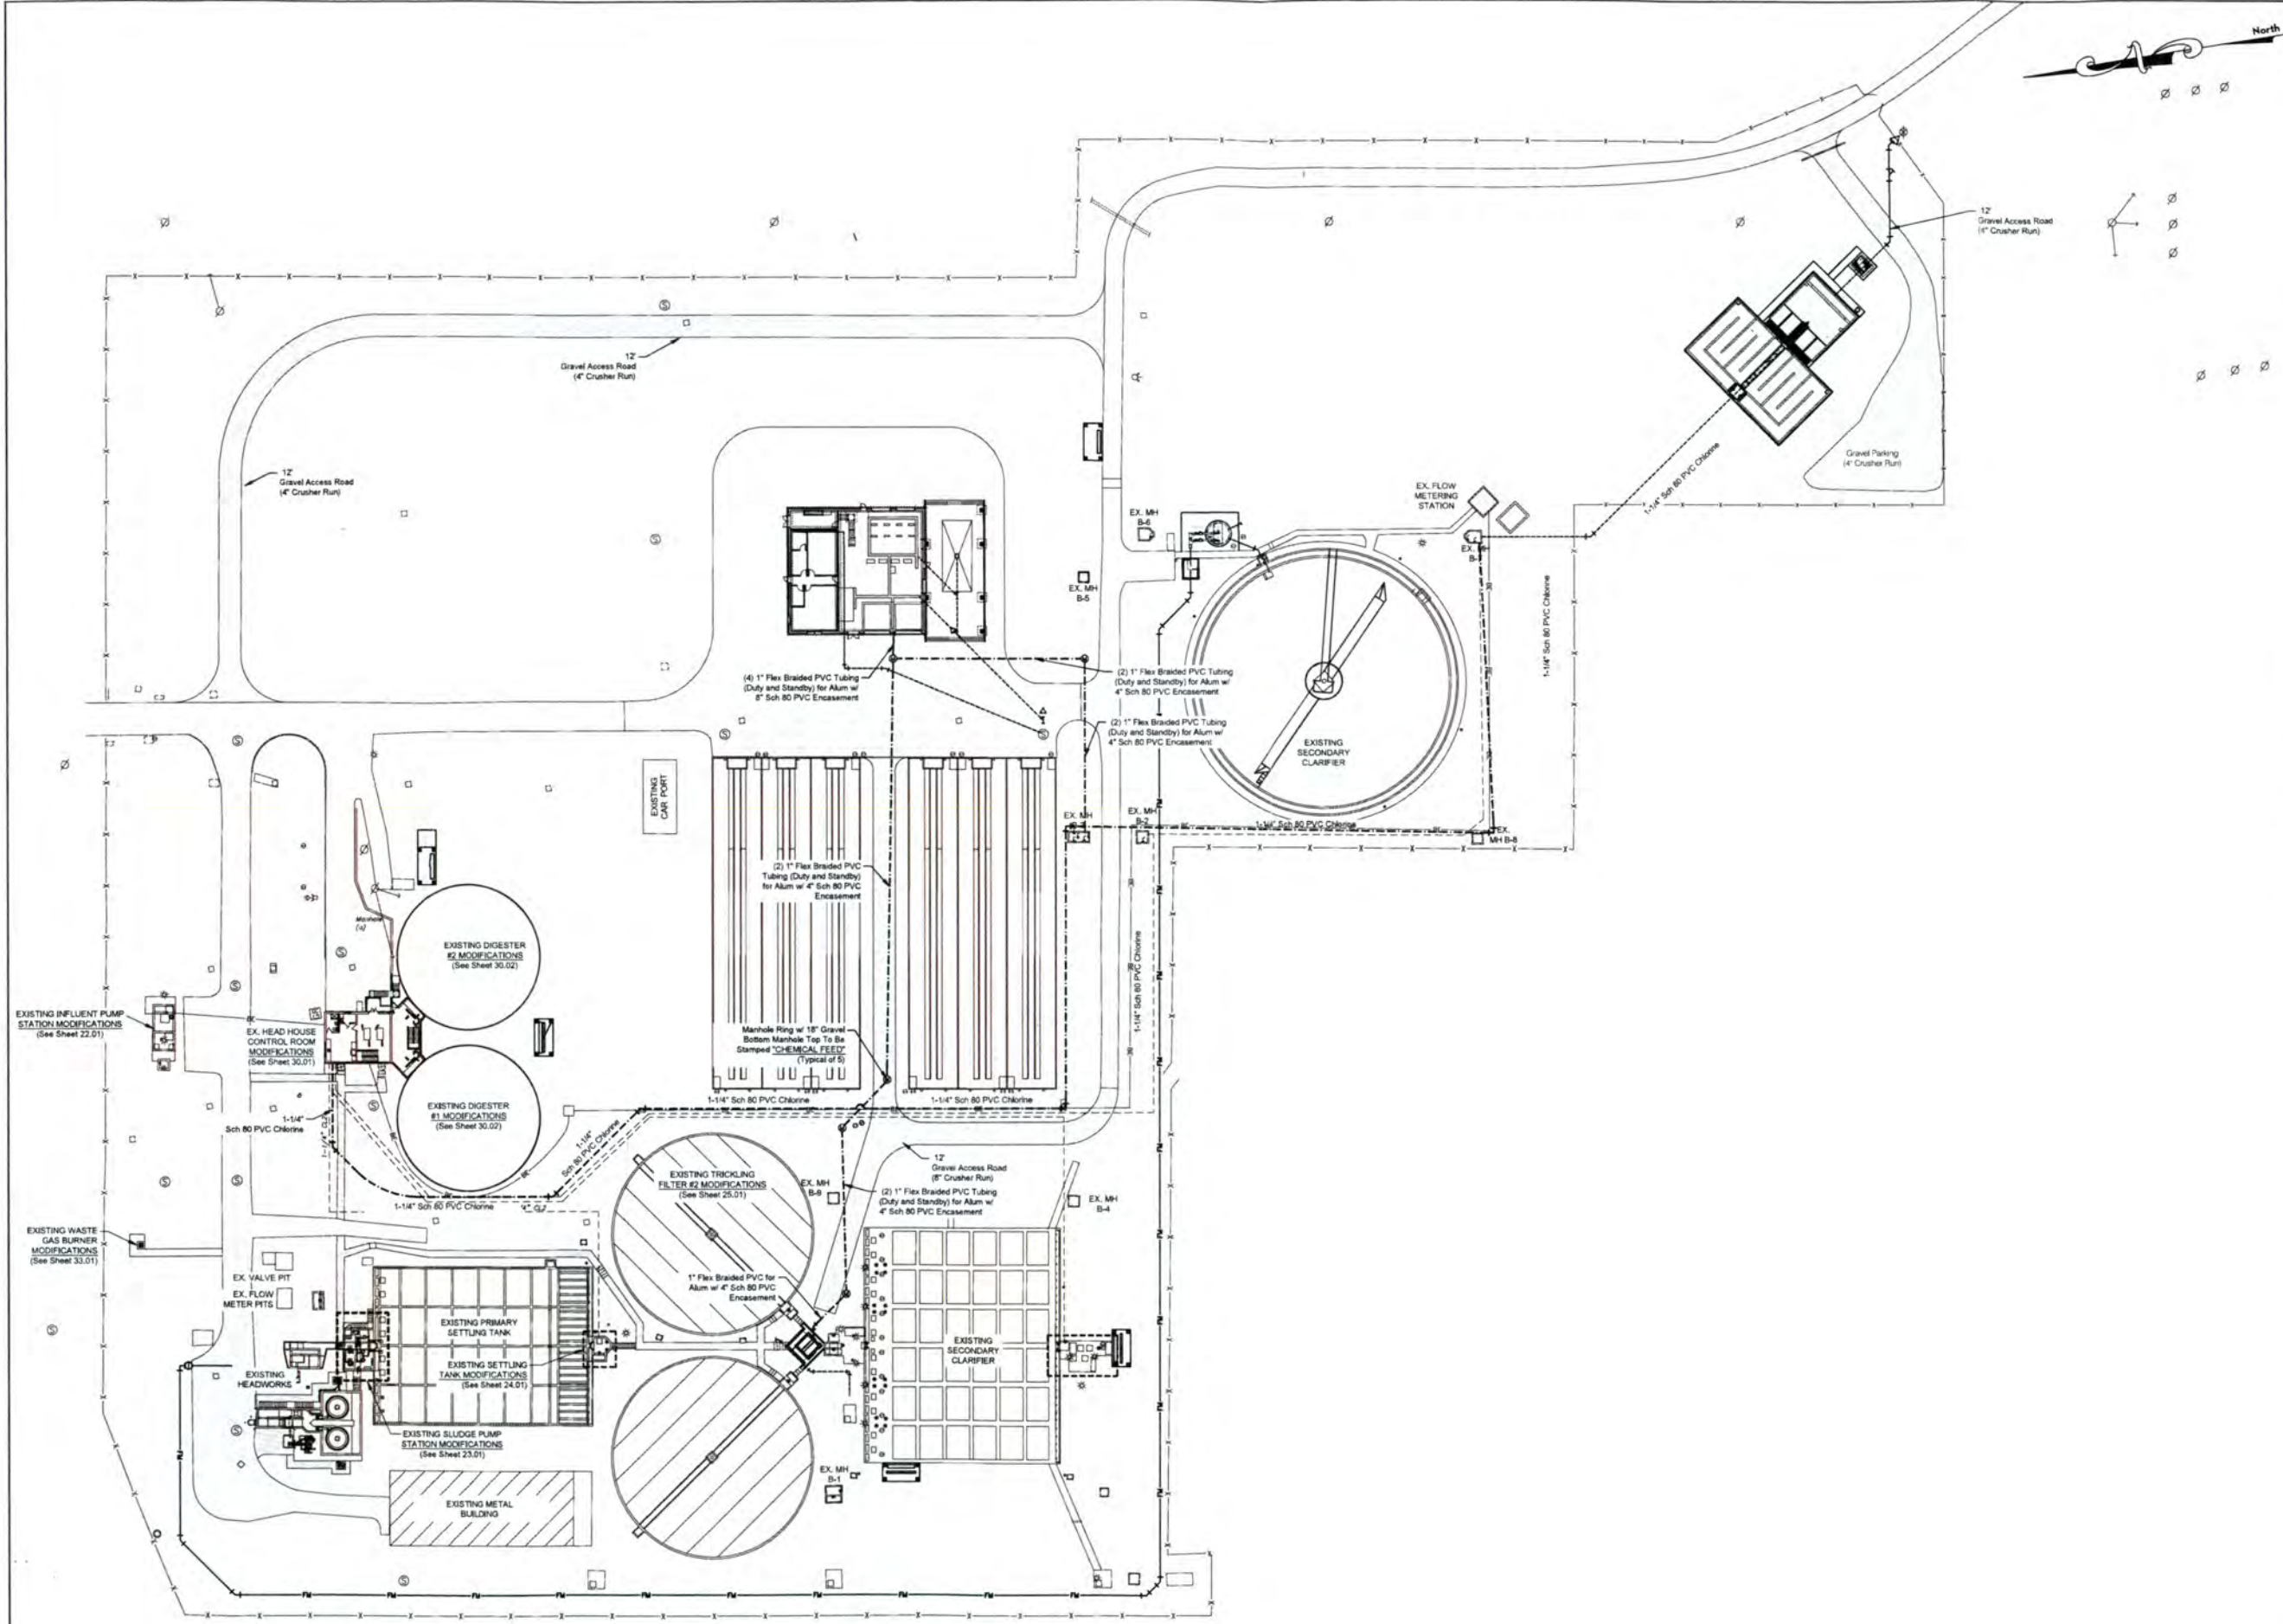 North
12'
Gravel Access Road
(4" Crusher Run)
12'
Gravel Access Road
(4" Crusher Run)
12'
Gravel Access Road
(4" Crusher Run)
Gravel Parking
(4" Crusher Run)
1-1/4" Sch 80 PVC Chlorine
EX. FLOW
METERING
STATION
EX. MH
B-6
EX. MH
B-5
1-1/4" Sch 80 PVC Chlorine
(4) 1" Flex Braided PVC Tubing
(Duty and Standby) for Alum w/
8" Sch 80 PVC Encasement
(2) 1" Flex Braided PVC Tubing
(Duty and Standby) for Alum w/
4" Sch 80 PVC Encasement
(2) 1" Flex Braided PVC Tubing
(Duty and Standby) for Alum w/
4" Sch 80 PVC Encasement
EXISTING
SECONDARY
CLARIFIER
EXISTING
CAR PORT
EX. MH
EX. MH
B-2
1-1/4" Sch 80 PVC Chlorine
EX.
MH B-8
(2) 1" Flex Braided PVC
Tubing (Duty and Standby)
for Alum w/ 4" Sch 80 PVC
Encasement
Manhole
EXISTING DIGESTER
#2 MODIFICATIONS
(See Sheet 30.02)
1-1/4" Sch 80 PVC Chlorine
EXISTING INFLUENT PUMP
STATION MODIFICATIONS
(See Sheet 22.01)
EX. HEAD HOUSE
CONTROL ROOM
MODIFICATIONS
(See Sheet 30.01)
Manhole Ring w/ 18" Gravel
Bottom Manhole Top To Be
Stamped "CHEMICAL FEED"
(Typical of 5)
EXISTING DIGESTER
#1 MODIFICATIONS
(See Sheet 30.02)
1-1/4" Sch 80 PVC Chlorine
1-1/4" Sch 80 PVC Chlorine
1-1/4"
Sch 80 PVC Chlorine
1-1/4"
Sch 80 PVC Chlorine
12'
Gravel Access Road
(8" Crusher Run)
EXISTING TRICKLING
FILTER #2 MODIFICATIONS
(See Sheet 25.01)
EX. MH
B-9
(2) 1" Flex Braided PVC Tubing
(Duty and Standby) for Alum w/
4" Sch 80 PVC Encasement
EX. MH
B-4
1-1/4" Sch 80 PVC Chlorine
EXISTING WASTE
GAS BURNER
MODIFICATIONS
(See Sheet 33.01)
EX. VALVE PIT
EX. FLOW
METER PITS
1" Flex Braided PVC for
Alum w/ 4" Sch 80 PVC
Encasement
EXISTING PRIMARY
SETTLING TANK
EXISTING SETTLING
TANK MODIFICATIONS
(See Sheet 24.01)
EXISTING
SECONDARY
CLARIFIER
EXISTING
HEADWORKS
EXISTING SLUDGE PUMP
STATION MODIFICATIONS
(See Sheet 23.01)
EX. MH
B-1
EXISTING METAL
BUILDING